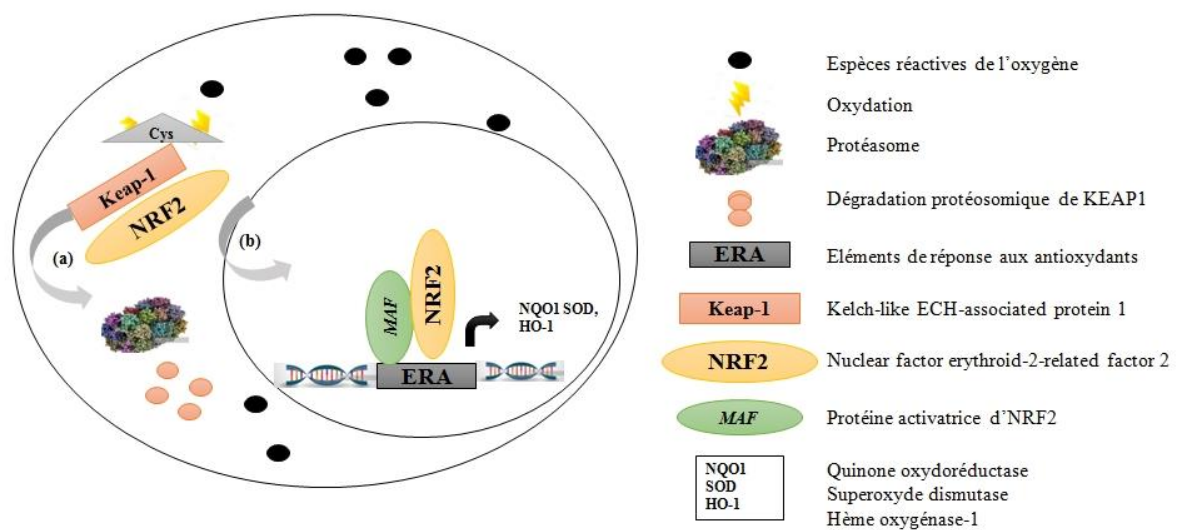 Cys
Keap-1
NRF2
(a)
(b)
MAF
NRF2
NQO1 SOD,
HO-1
ERA
Espèces réactives de l'oxygène
Oxydation
Protéasome
Dégradation protéosomique de KEAP1
ERA
Eléments de réponse aux antioxydants
Keap-1
Kelch-like ECH-associated protein 1
NRF2
Nuclear factor erythroid-2-related factor 2
MAF
Protéine activatrice d'NRF2
NQO1
SOD
HO-1
Quinone oxydoréductase
Superoxyde dismutase
Hème oxygénase-1